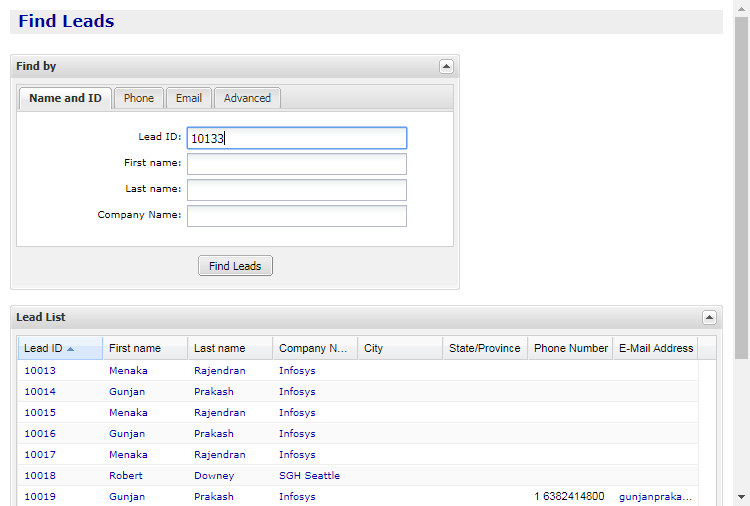 Find Leads
Find by
Name and ID Phone Email Advanced
Lead ID: 10133
First name:
Last name:
Company Name:
Find Leads
Lead List
Lead ID First name Last name Company N... City State/Province Phone Number E-Mail Address
10013 Menaka Rajendran Infosys
10014 Gunjan Prakash Infosys
10015 Menaka Rajendran Infosys
10016 Gunjan Prakash Infosys
10017 Menaka Rajendran Infosys
10018 Robert Downey SGH Seattle
10019 Gunjan Prakash Infosys 1 6382414800 gunjanpraka...